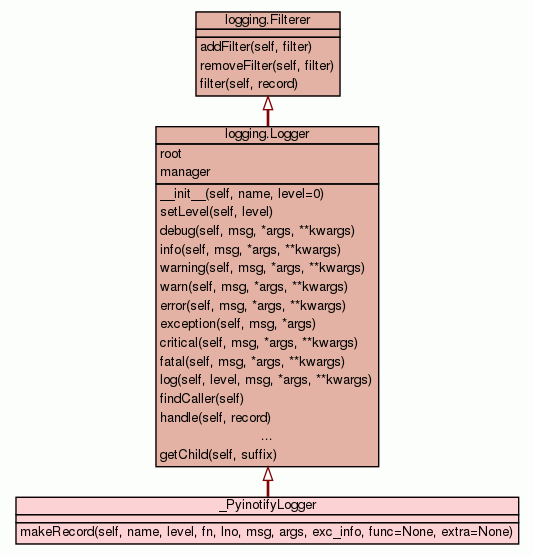 logging.Filterer
addFilter(self, filter)
removeFilter(self, filter)
filter(self, record)
logging.Logger
root
manager
__init__(self, name, level=0)
setLevel(self, level)
debug(self, msg, *args, **kwargs)
info(self, msg, *args, **kwargs)
warning(self, msg, *args, **kwargs)
warn(self, msg, *args, **kwargs)
error(self, msg, *args, **kwargs)
exception(self, msg, *args)
critical(self, msg, *args, **kwargs)
fatal(self, msg, *args, **kwargs)
log(self, level, msg, *args, **kwargs)
findCaller(self)
handle(self, record)
...
getChild(self, suffix)
_PyinotifyLogger
makeRecord(self, name, level, fn, lno, msg, args, exc_info, func=None, extra=None)